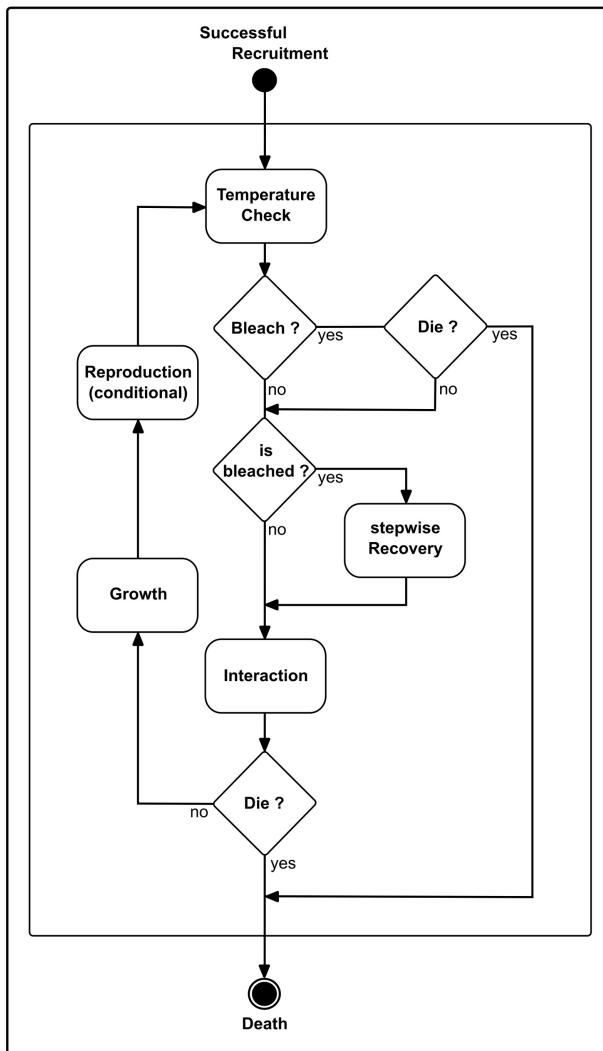 Successful
Recruitment
Temperature
Check
Bleach ?
yes
Die ?
yes
no
no
Reproduction
(conditional)
is
bleached ?
yes
no
stepwise
Recovery
Growth
Interaction
Die ?
no
yes
Death